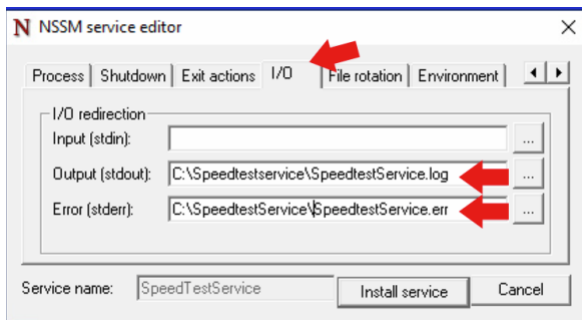 N NSSM service editor
Process Shutdown Exit actions I/O File rotation Environment
I/O redirection
Input (stdin):
...
Output (stdout): C:\Speedtestservice\SpeedtestService.log ...
Error (stderr): C:\SpeedtestService\SpeedtestService.err ...
Service name: SpeedTestService Install service Cancel